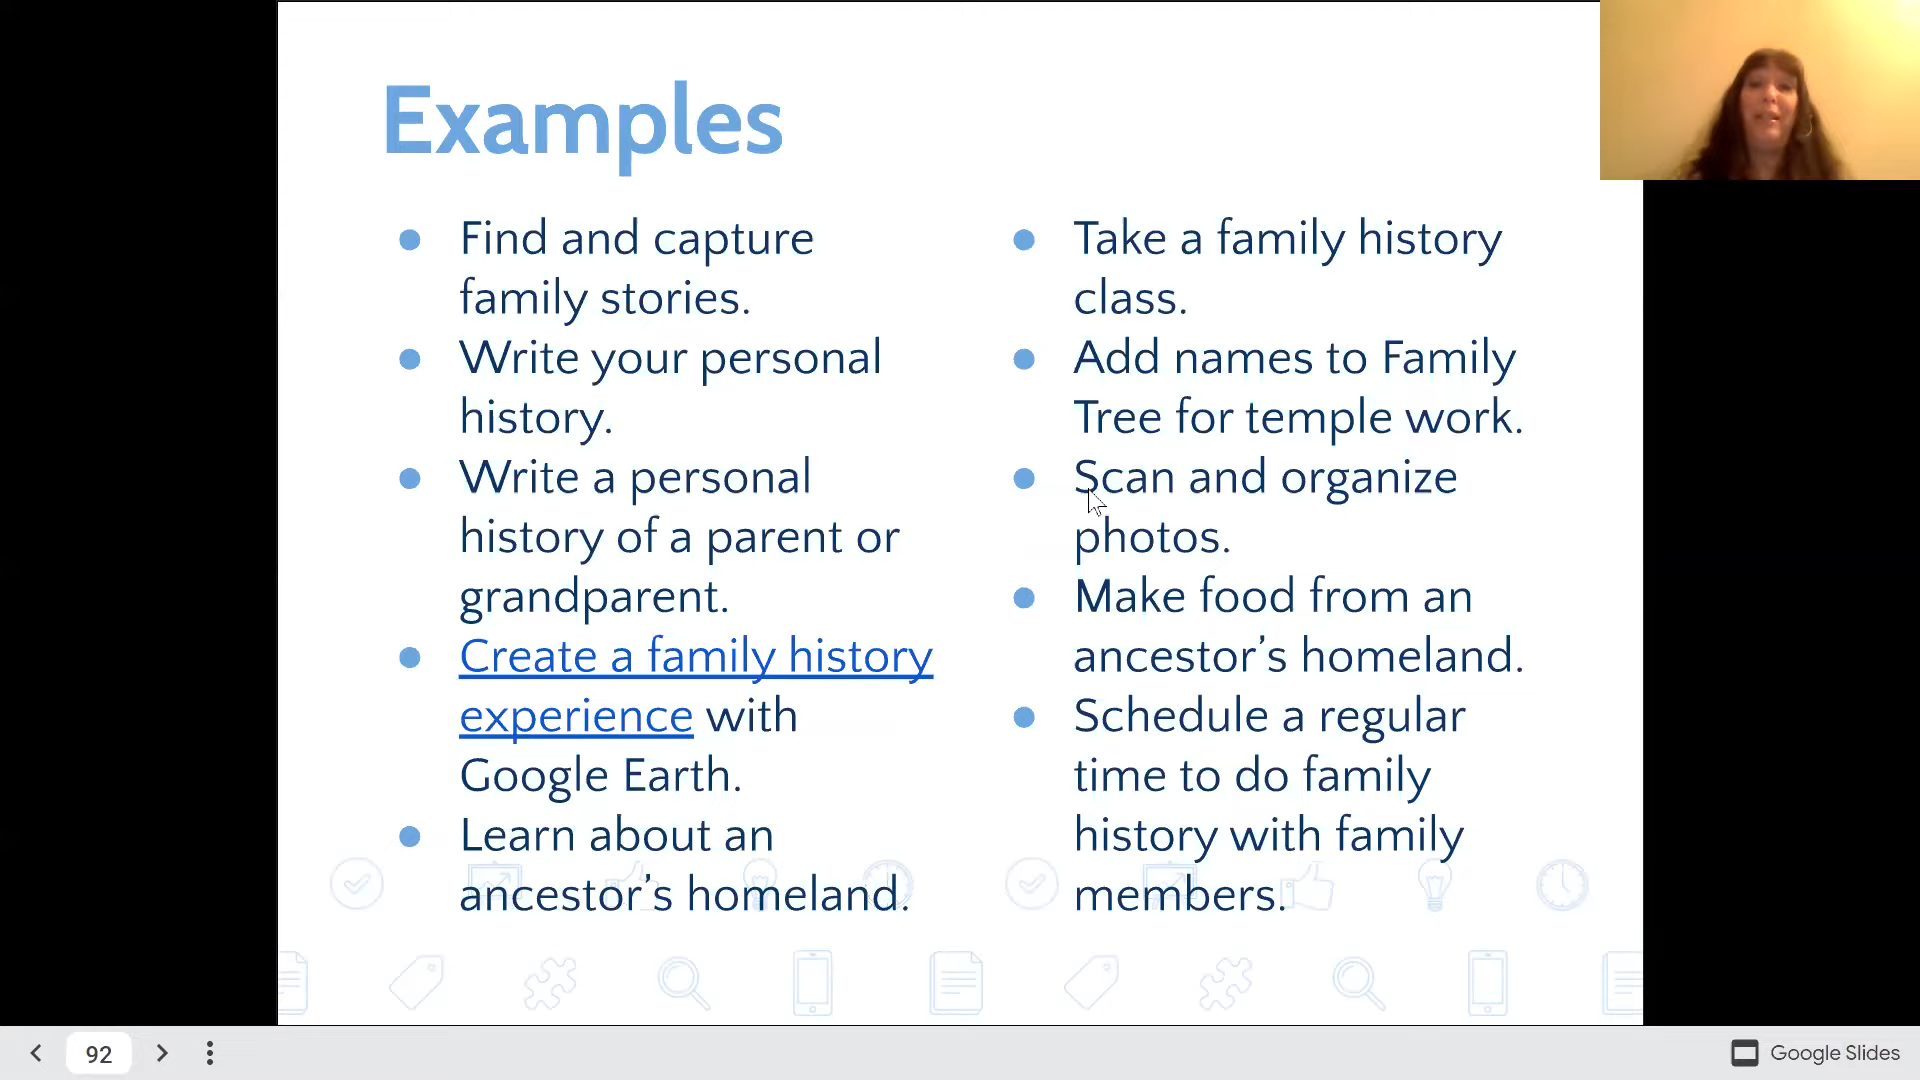 Examples
Find and capture
family stories.
Write your personal
history.
Write a personal
history of a parent or
grandparent.
Create a family history
experience with
Google Earth.
Learn about an
ancestor’s homeland.
Take a family history
class.
Add names to Family
Tree for temple work.
Scan and organize
photos.
Make food from an
ancestor’s homeland.
Schedule a regular
time to do family
history with family
members.
92
Google Slides